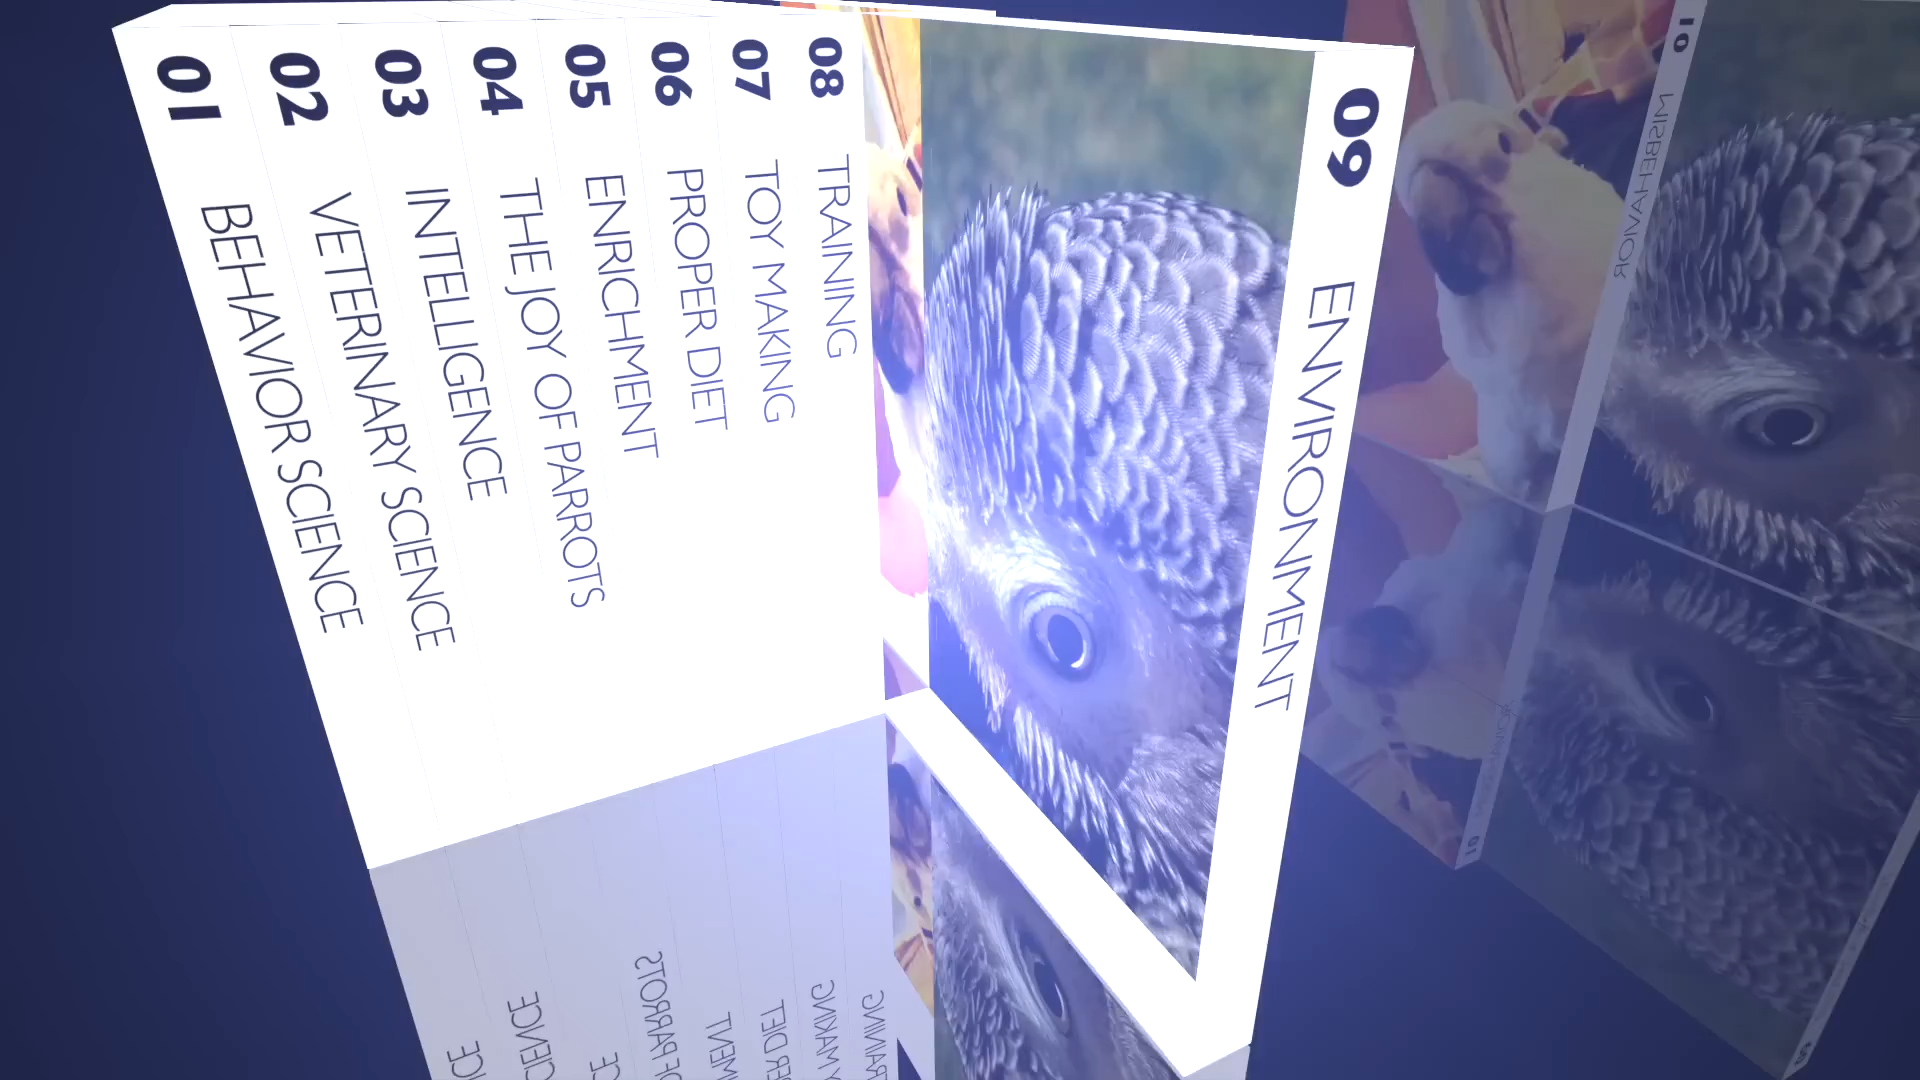 01 BEHAVIOR SCIENCE
02 VETERINARY SCIENCE
03 INTELLIGENCE
04 THE JOY OF PARROTS
05 ENRICHMENT
06 PROPER DIET
07 TOY MAKING
08 TRAINING
09 ENVIRONMENT
10 MISBEHAVIOR